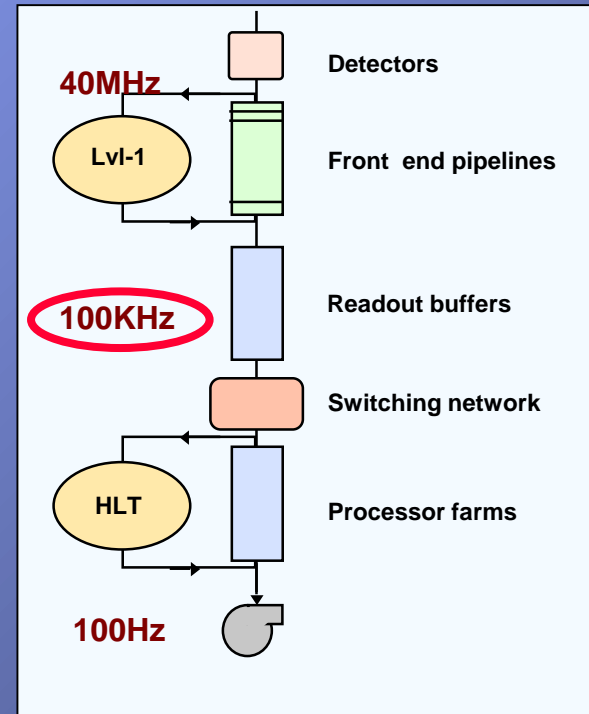 Detectors
40MHz
Lvl-1
Front end pipelines
100KHz
Readout buffers
Switching network
HLT
Processor farms
100Hz